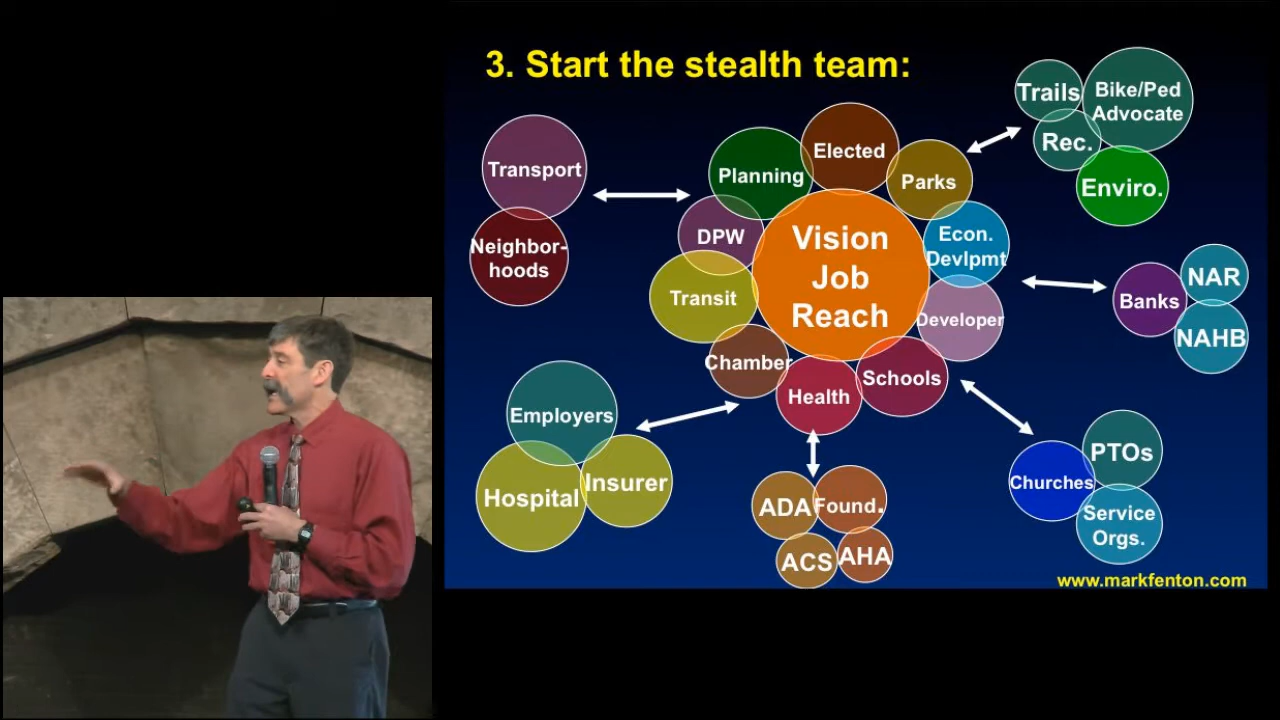 3. Start the stealth team:
Trails
Bike/Ped
Advocate
Rec.
Enviro.
Elected
Planning
Parks
Transport
Neighbor-
hoods
DPW
Econ.
Devlpmt
Vision
Job
Reach
Transit
Developer
Chamber
Health
Schools
Banks
NAR
NAHB
Employers
Hospital
Insurer
ADA
Found.
ACS
AHA
Churches
PTOs
Service
Orgs.
www.markfenton.com